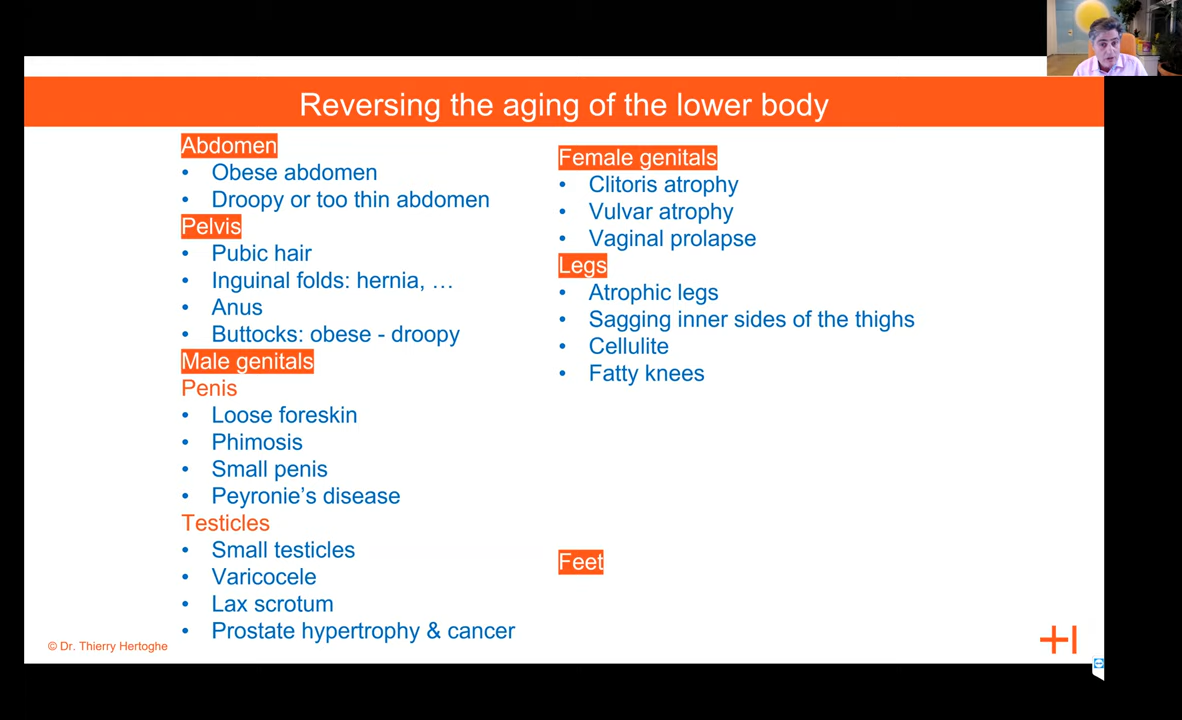 Reversing the aging of the lower body
Abdomen
• Obese abdomen
• Droopy or too thin abdomen
Pelvis
• Pubic hair
• Inguinal folds: hernia, …
• Anus
• Buttocks: obese - droopy
Male genitals
Penis
• Loose foreskin
• Phimosis
• Small penis
• Peyronie’s disease
Testicles
• Small testicles
• Varicocele
• Lax scrotum
• Prostate hypertrophy & cancer
Female genitals
• Clitoris atrophy
• Vulvar atrophy
• Vaginal prolapse
Legs
• Atrophic legs
• Sagging inner sides of the thighs
• Cellulite
• Fatty knees
Feet
© Dr. Thierry Hertoghe